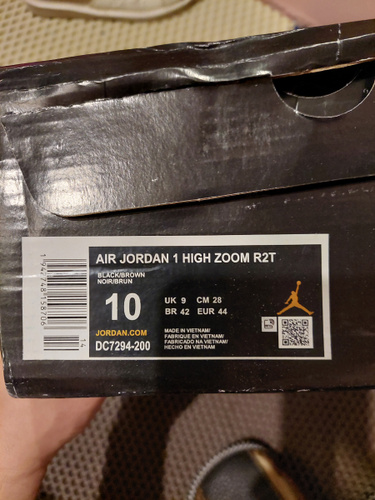 AIR JORDAN 1 HIGH ZOOM R2T
BLACK/BROWN
NOIR/BRUN
10
UK 9 CM 28
BR 42 EUR 44
JORDAN.COM
DC7294-200
MADE IN VIETNAM/
FABRIQUE EN VIETNAM/
FABRICADO NA VIETNAM/
HECHO EN VIETNAM
14